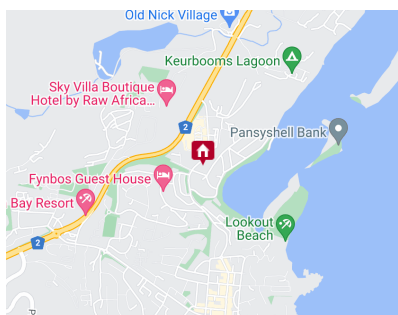 Old Nick Village
Keurbooms Lagoon
Sky Villa Boutique
Hotel by Raw Africa...
2
Pansyshell Bank
Fynbos Guest House
Bay Resort
Lookout
Beach
2